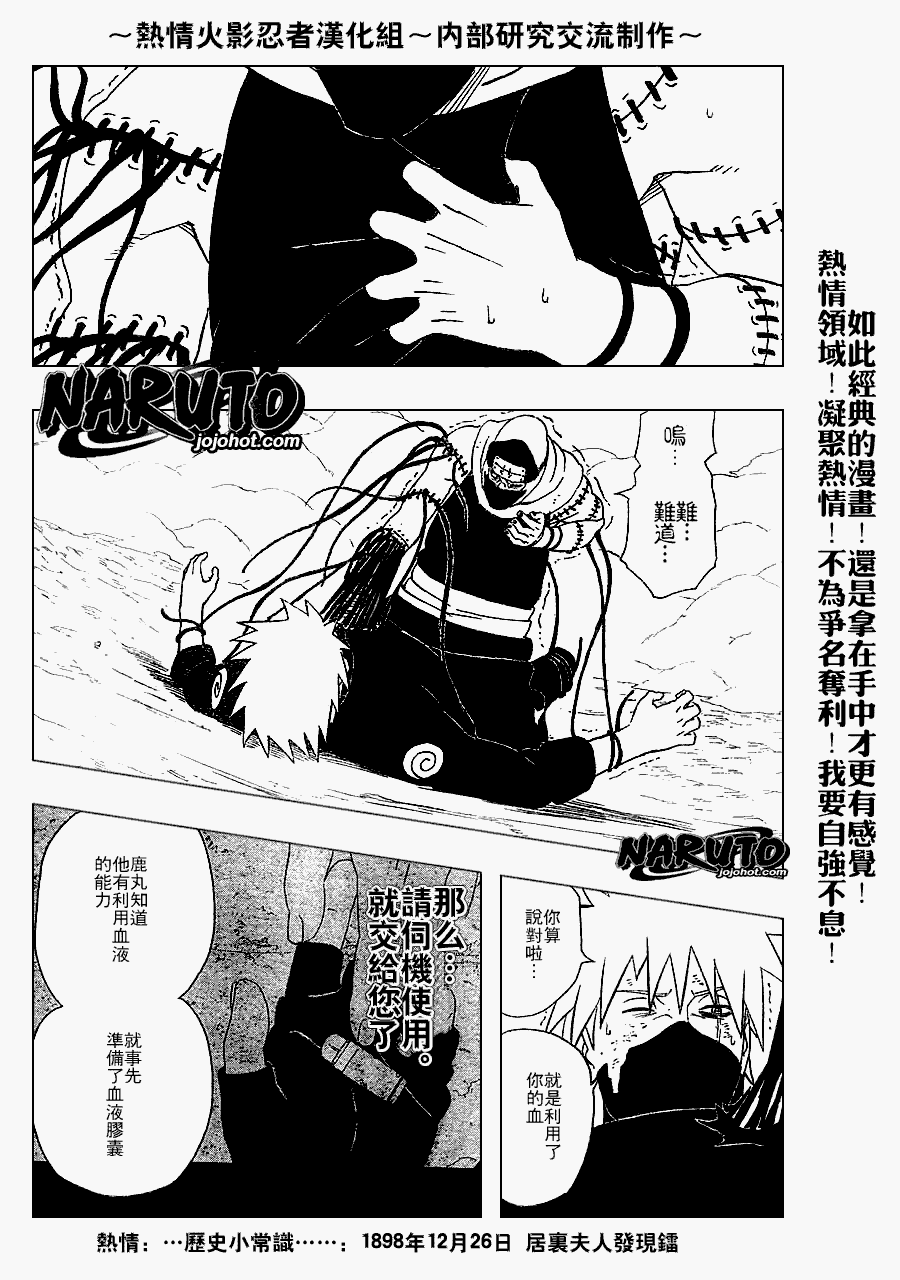 ～熱情火影忍者漢化組～内部研究交流制作～
如此經典的漫畫！還是拿在手中才更有感覺！
熱情領域！凝聚熱情！不為爭名奪利！我要自強不息！
NARUTO
jojohot.com
嗚…
難…
難道…
NARUTO
jojohot.com
你算
說對啦…
就是利用了
你的血
那么…
請伺機使用。
就交給您了
鹿丸知道
他有利用血液
的能力
就事先
準備了血液膠囊
熱情：…歷史小常識……：1898年12月26日 居裏夫人發現鐳